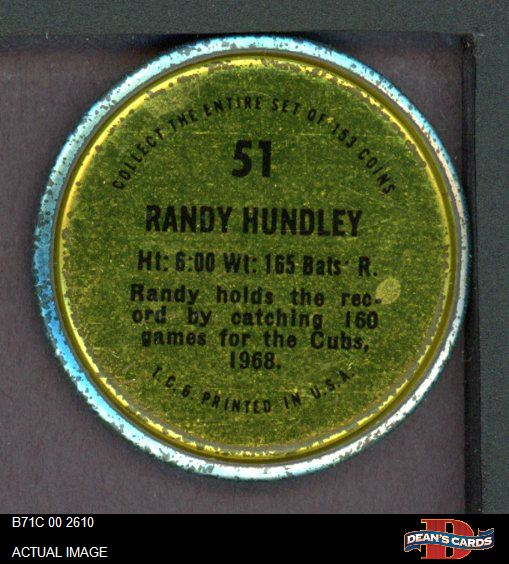 COLLECT THE ENTIRE SET OF 153 COINS
51
RANDY HUNDLEY
Ht: 6:00 Wt: 165 Bats: R.
Randy holds the rec-
ord by catching 160
games for the Cubs,
1968.
T.C.G. PRINTED IN U.S.A.
B71C 00 2610
ACTUAL IMAGE
D
DEAN'S CARDS